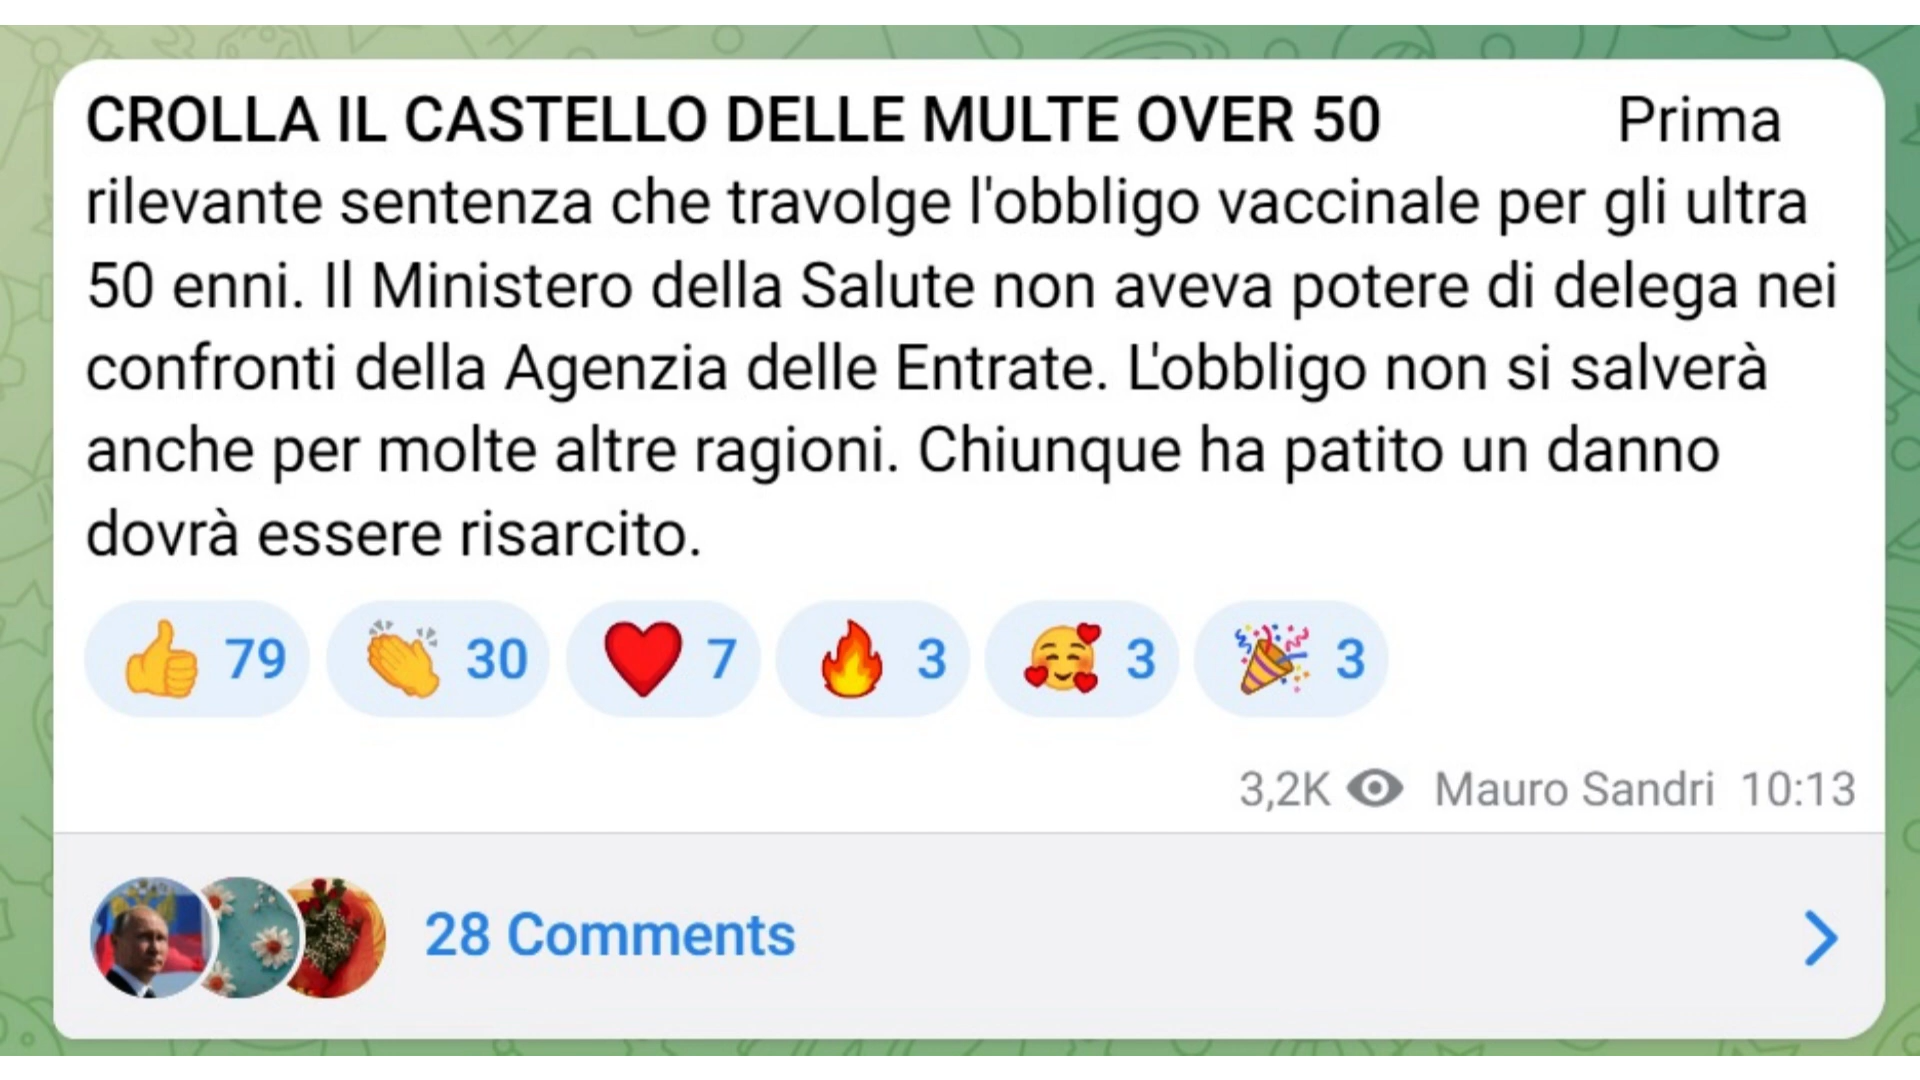 CROLLA IL CASTELLO DELLE MULTE OVER 50 Prima
rilevante sentenza che travolge l'obbligo vaccinale per gli ultra
50 enni. Il Ministero della Salute non aveva potere di delega nei
confronti della Agenzia delle Entrate. L'obbligo non si salverà
anche per molte altre ragioni. Chiunque ha patito un danno
dovrà essere risarcito.
👍 79 👏 30 ❤️ 7 🔥 3 🥰 3 🎉 3
3,2K Mauro Sandri 10:13
28 Comments